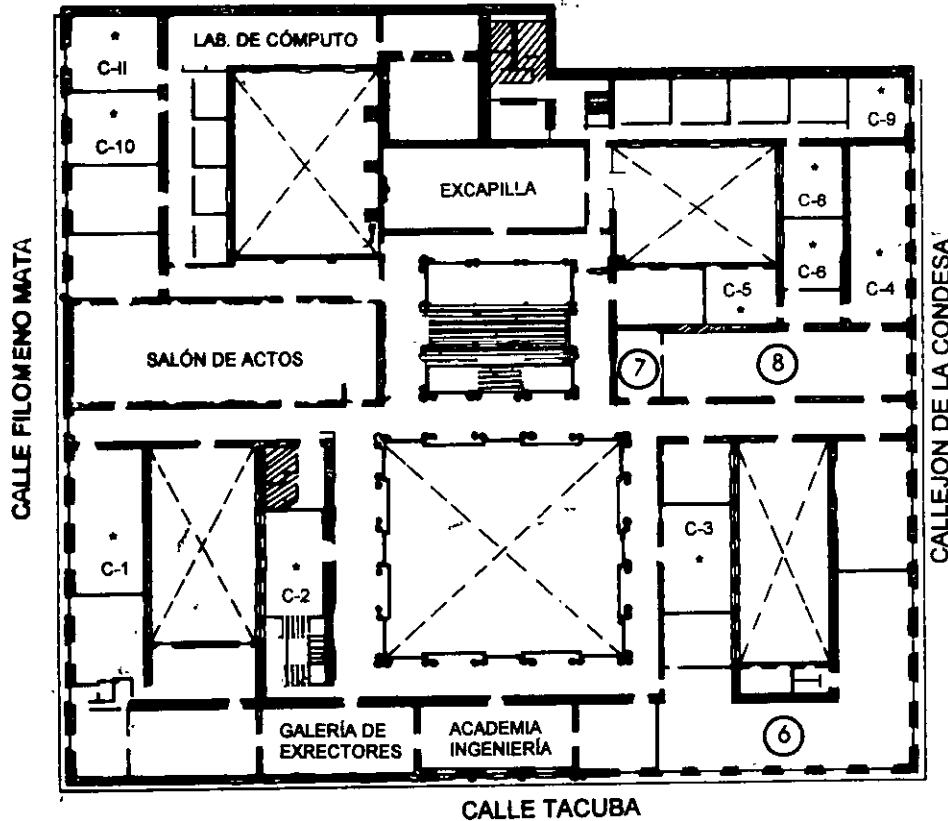 LAB. DE CÓMPUTO
C-II
C-10
EXCAPILLA
C-9
C-8
C-6
C-5
C-4
CALLE FILOMENO MATA
SALÓN DE ACTOS
7
8
CALLEJON DE LA CONDESA
C-1
C-2
C-3
GALERÍA DE
EXRECTORES
ACADEMIA
INGENIERÍA
6
CALLE TACUBA